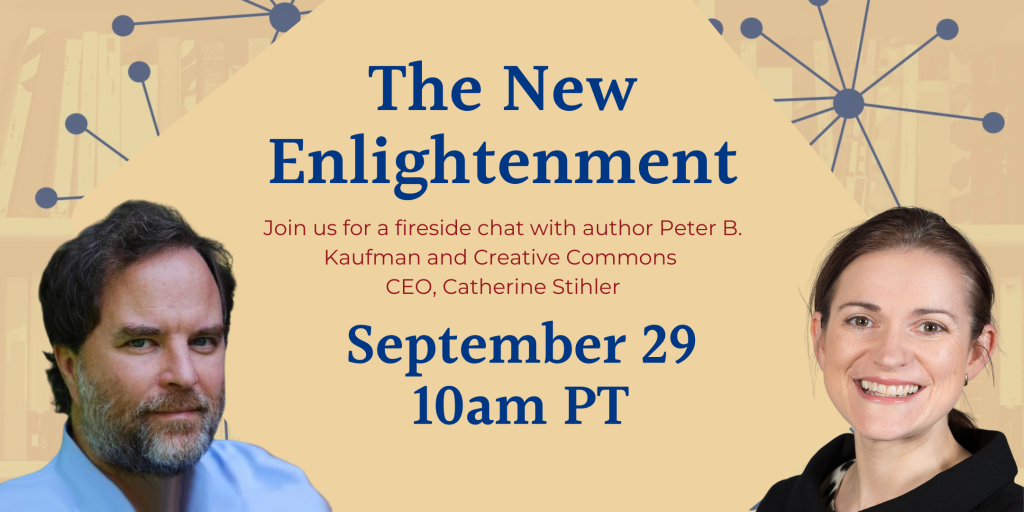 The New
Enlightenment
Join us for a fireside chat with author Peter B.
Kaufman and Creative Commons
CEO, Catherine Stihler
September 29
10am PT